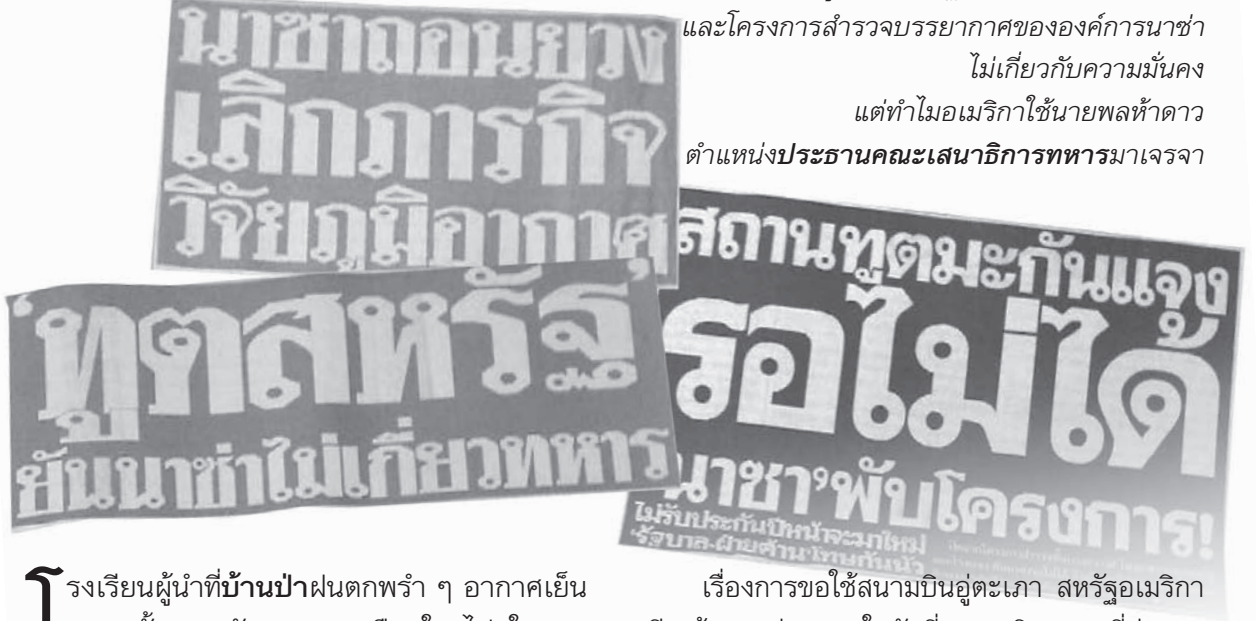 และโครงการสำรวจบรรยากาศขององค์การนาซ่า
ไม่เกี่ยวกับความมั่นคง
แต่ทำไมอเมริกาใช้นายพลห้าดาว
ตำแหน่งประธานคณะเสนาธิการทหารมาเจรจา
นาซาถอนยวง
เลิกภารกิจ
วิจัยภูมิอากาศ
'ทูตสหรัฐ'
ยันนาซ่าไม่เกี่ยวทหาร
สถานทูตมะกันแจง
รอไม่ได้
นาซา'พับโครงการ!
ไม่รับประกันปีหน้าจะมาใหม่
'รัฐบาล-ฝ่ายค้าน'โทษกันนัว
โรงเรียนผู้นำที่บ้านป่าฝนตกพรำ ๆ อากาศเย็น
เรื่องการขอใช้สนามบินอู่ตะเภา สหรัฐอเมริกา